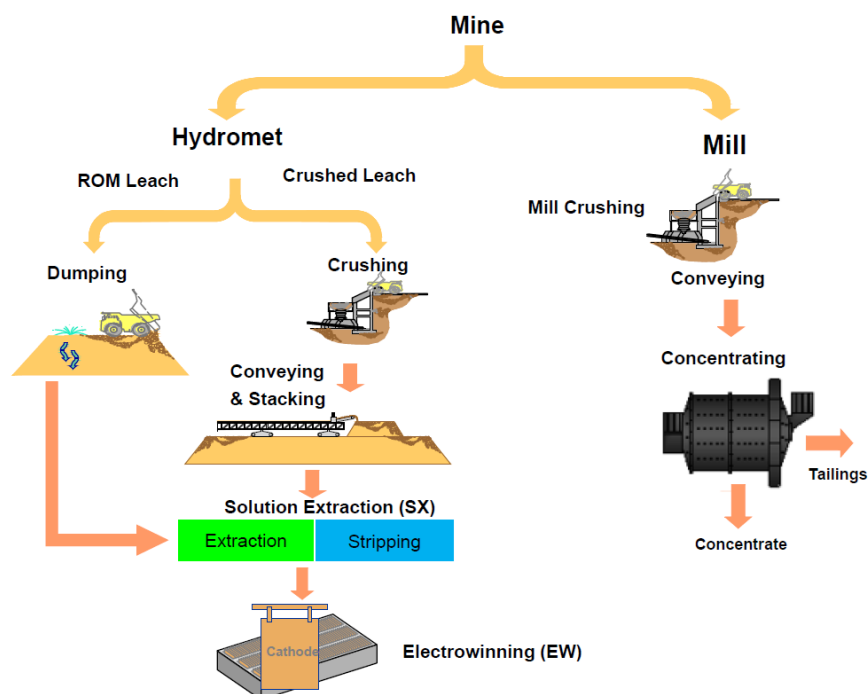 Mine
Hydromet
Mill
ROM Leach
Crushed Leach
Mill Crushing
Dumping
Crushing
Conveying
Conveying
& Stacking
Concentrating
Tailings
Solution Extraction (SX)
Extraction
Stripping
Concentrate
Cathode
Electrowinning (EW)